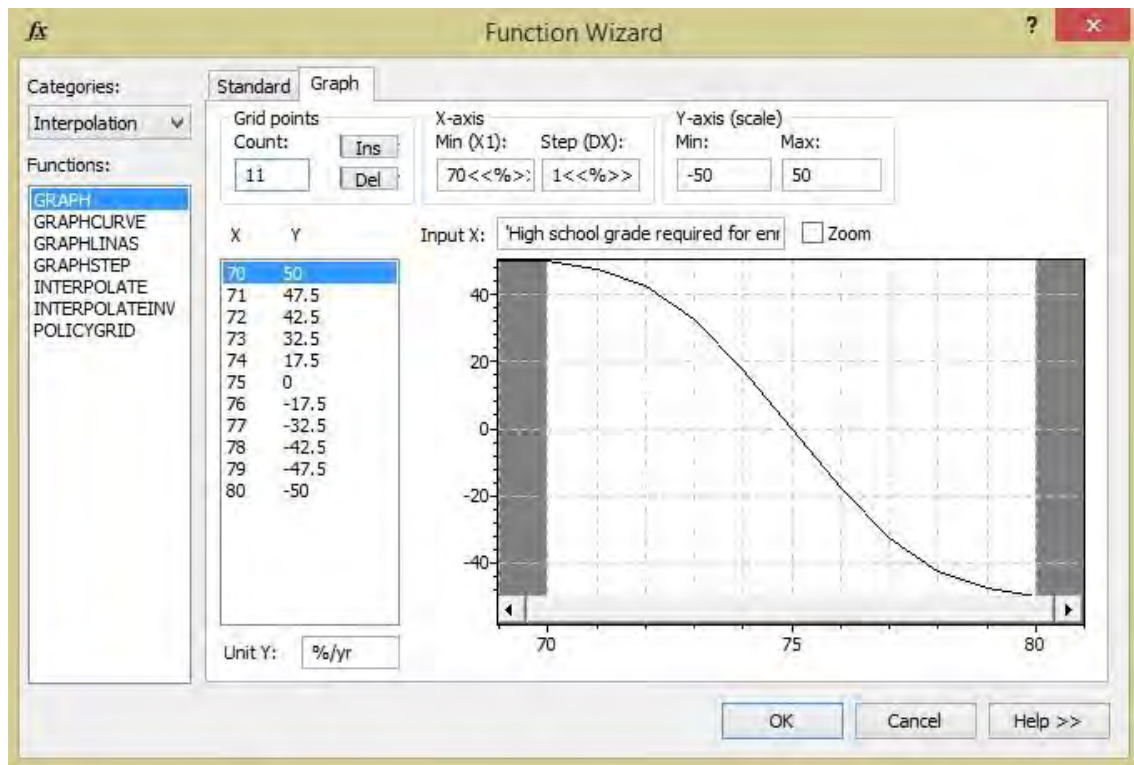 fx
Function Wizard
?
×
Categories:
Interpolation
Functions:
GRAPH
GRAPHCURVE
GRAPHLINAS
GRAPHSTEP
INTERPOLATE
INTERPOLATEINV
POLICYGRID
Standard
Graph
Grid points
Count:
11
Ins
Del
X-axis
Min (X1):
Step (DX):
70<<%>:
1<<%>>
Y-axis (scale)
Min:
Max:
-50
50
X Y
70 50
71 47.5
72 42.5
73 32.5
74 17.5
75 0
76 -17.5
77 -32.5
78 -42.5
79 -47.5
80 -50
Unit Y: %/yr
Input X: 'High school grade required for enr
Zoom
40
20
0
-20
-40
70
75
80
OK
Cancel
Help >>